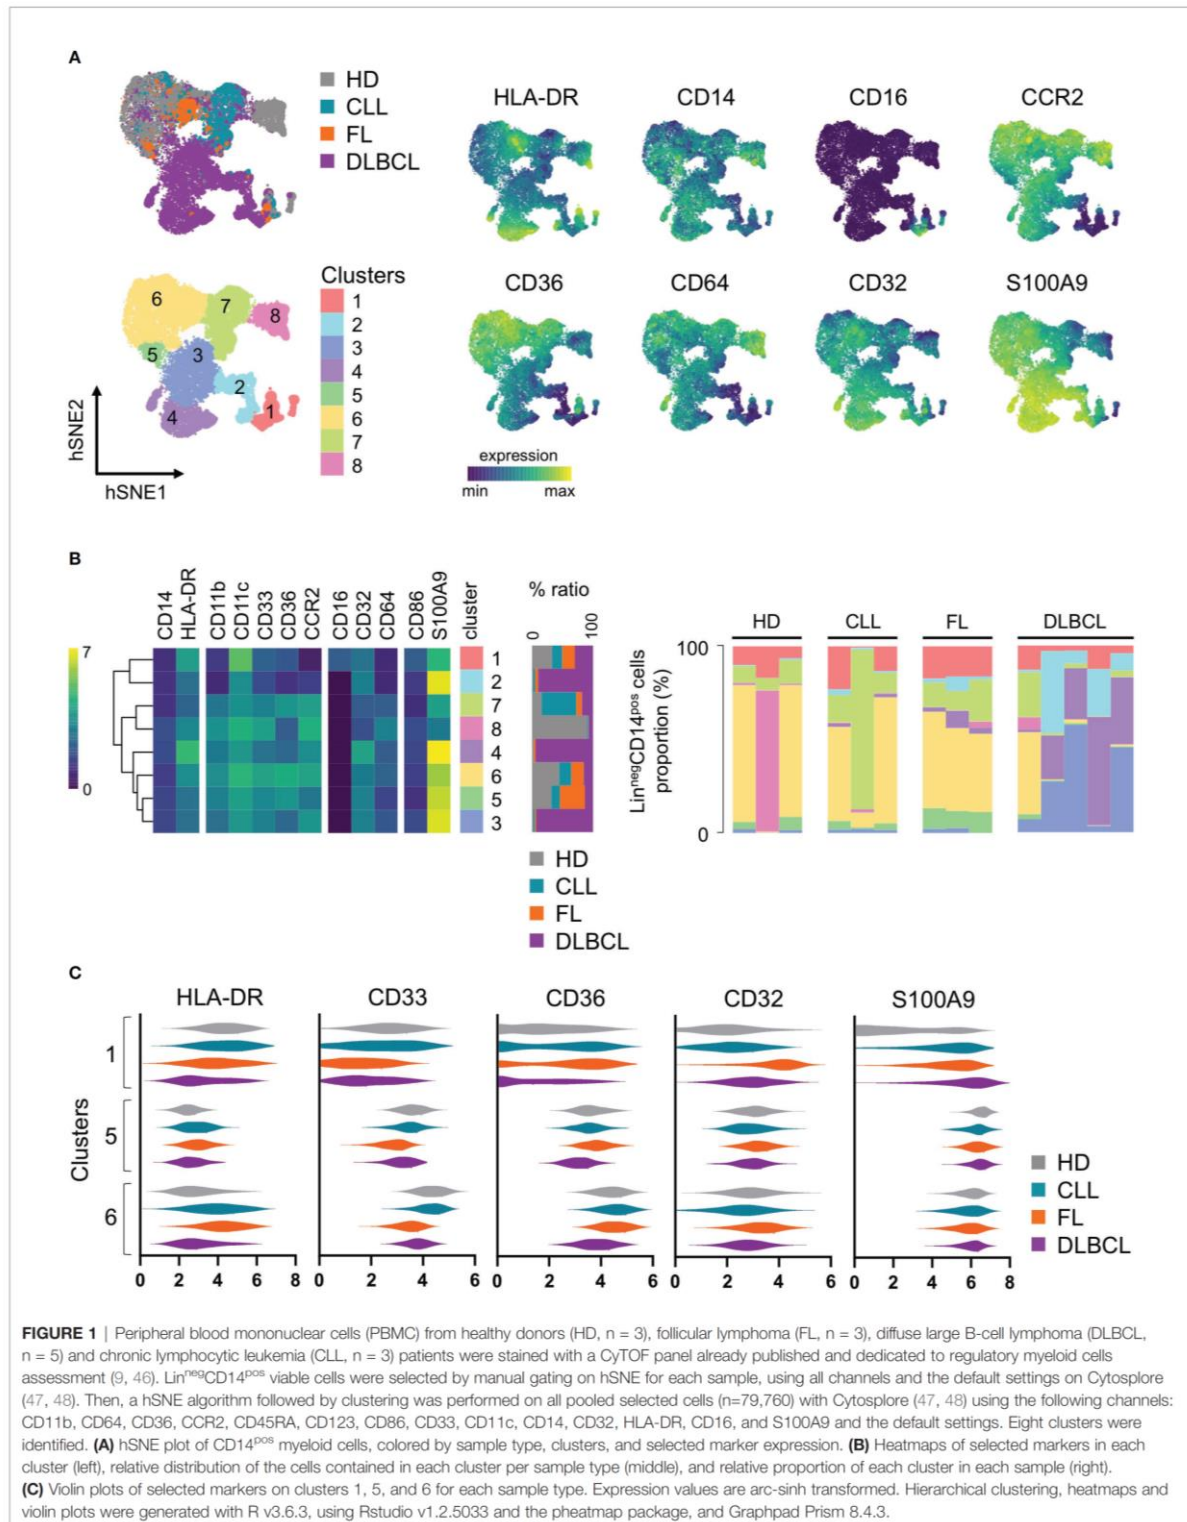 A
HD
CLL
FL
DLBCL
HLA-DR
CD14
CD16
CCR2
CD36
CD64
CD32
S100A9
expression
min
max
Clusters
1
2
3
4
5
6
7
8
6
7
8
5
3
2
4
1
hSNE2
hSNE1
B
CD14
HLA-DR
CD11b
CD11c
CD33
CD36
CCR2
CD16
CD32
CD64
CD86
S100A9
cluster
7
0
1
2
7
8
4
6
5
3
% ratio
0
100
HD
CLL
FL
DLBCL
HD
CLL
FL
DLBCL
100
0
LinnegCD14pos cells
proportion (%)
C
HLA-DR
CD33
CD36
CD32
S100A9
Clusters
1
5
6
0 2 4 6 8
0 2 4 6
0 2 4 6
0 2 4 6
0 2 4 6 8
HD
CLL
FL
DLBCL
FIGURE 1 | Peripheral blood mononuclear cells (PBMC) from healthy donors (HD, n = 3), follicular lymphoma (FL, n = 3), diffuse large B-cell lymphoma (DLBCL,
n = 5) and chronic lymphocytic leukemia (CLL, n = 3) patients were stained with a CyTOF panel already published and dedicated to regulatory myeloid cells
assessment (9, 46). LinnegCD14pos viable cells were selected by manual gating on hSNE for each sample, using all channels and the default settings on Cytosplore
(47, 48). Then, a hSNE algorithm followed by clustering was performed on all pooled selected cells (n=79,760) with Cytosplore (47, 48) using the following channels:
CD11b, CD64, CD36, CCR2, CD45RA, CD123, CD86, CD33, CD11c, CD14, CD32, HLA-DR, CD16, and S100A9 and the default settings. Eight clusters were
identified. (A) hSNE plot of CD14pos myeloid cells, colored by sample type, clusters, and selected marker expression. (B) Heatmaps of selected markers in each
cluster (left), relative distribution of the cells contained in each cluster per sample type (middle), and relative proportion of each cluster in each sample (right).
(C) Violin plots of selected markers on clusters 1, 5, and 6 for each sample type. Expression values are arc-sinh transformed. Hierarchical clustering, heatmaps and
violin plots were generated with R v3.6.3, using Rstudio v1.2.5033 and the pheatmap package, and Graphpad Prism 8.4.3.